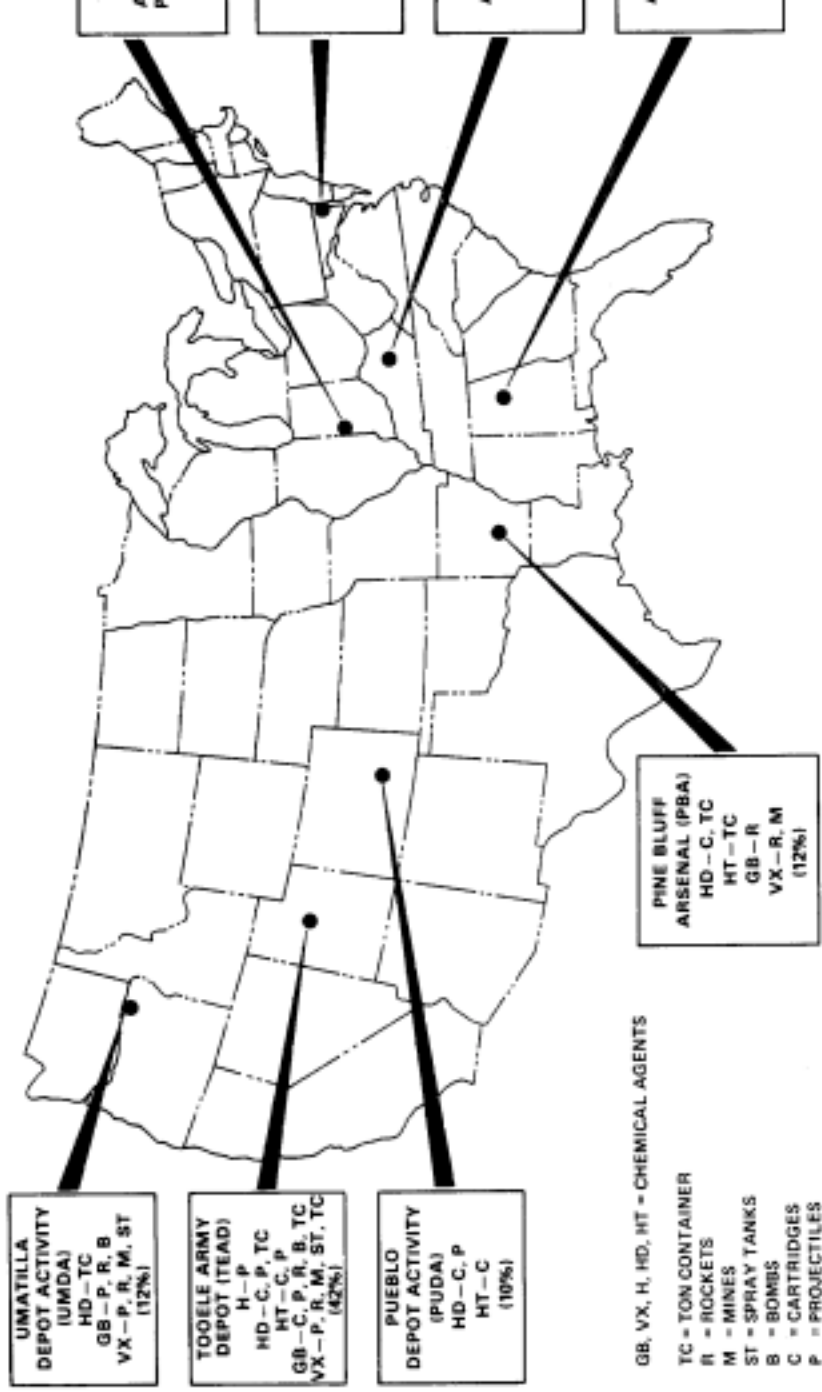 UMATILLA
DEPOT ACTIVITY
(UMDA)
HD – TC
GB – P, R, B
VX – P, R, M, ST
(12%)
TOOELE ARMY
DEPOT (TEAD)
H – P
HD – C, P, TC
HT – C, P
GB – C, P, R, B, TC
VX – P, R, M, ST, TC
(42%)
PUEBLO
DEPOT ACTIVITY
(PUDA)
HD – C, P
HT – C
(10%)
PINE BLUFF
ARSENAL (PBA)
HD – C, TC
HT – TC
GB – R
VX – R, M
(12%)
GB, VX, H, HD, HT = CHEMICAL AGENTS
TC = TON CONTAINER
R = ROCKETS
M = MINES
ST = SPRAY TANKS
B = BOMBS
C = CARTRIDGES
P = PROJECTILES